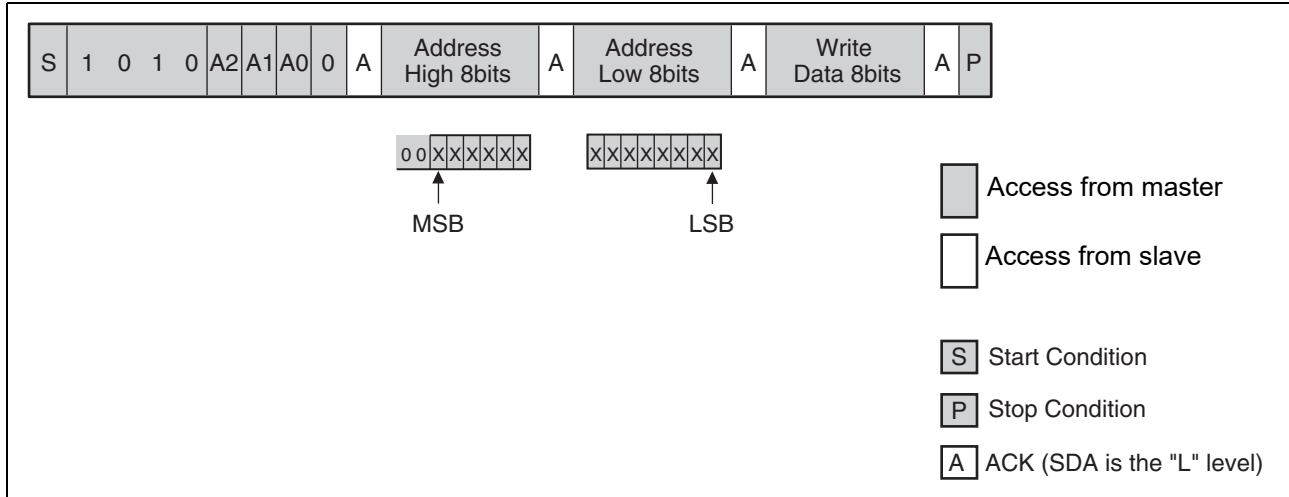 S 1 0 1 0 A2 A1 A0 0 A Address High 8bits A Address Low 8bits A Write Data 8bits A P
0 0 X X X X X X X X X X X X X X
MSB LSB
Access from master
Access from slave
S Start Condition
P Stop Condition
A ACK (SDA is the "L" level)